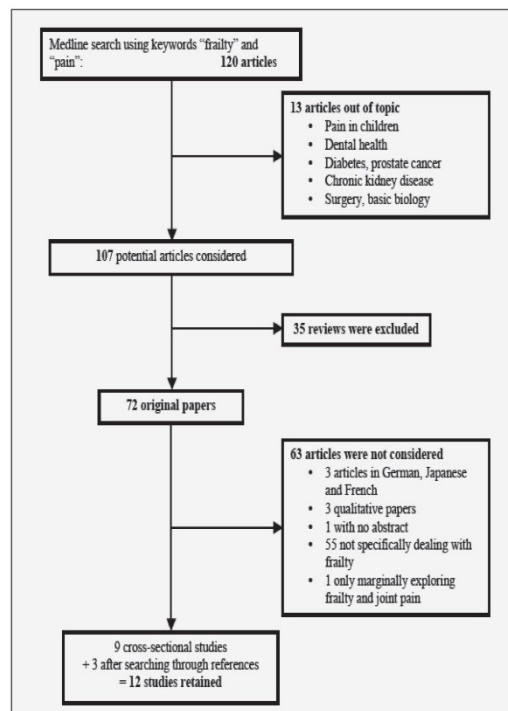 Medline search using keywords “frailty” and
“pain”: 120 articles
13 articles out of topic
• Pain in children
• Dental health
• Diabetes, prostate cancer
• Chronic kidney disease
• Surgery, basic biology
107 potential articles considered
35 reviews were excluded
72 original papers
63 articles were not considered
• 3 articles in German, Japanese
and French
• 3 qualitative papers
• 1 with no abstract
• 55 not specifically dealing with
frailty
• 1 only marginally exploring
frailty and joint pain
9 cross-sectional studies
+ 3 after searching through references
= 12 studies retained